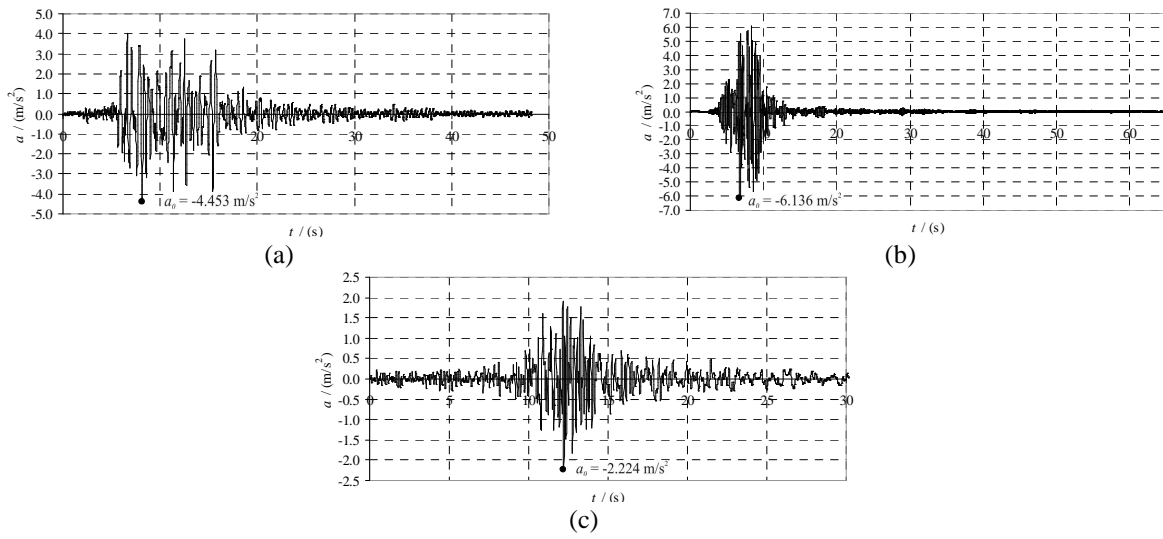 5.0
4.0
3.0
2.0
1.0
0.0
-1.0
-2.0
-3.0
-4.0
-5.0
a / (m/s²)
0 10 20 30 40 50
a₀ = -4.453 m/s²
t / (s)
(a)
7.0
6.0
5.0
4.0
3.0
2.0
1.0
0.0
-1.0
-2.0
-3.0
-4.0
-5.0
-6.0
-7.0
a / (m/s²)
0 10 20 30 40 50 60
a₀ = -6.136 m/s²
t / (s)
(b)
2.5
2.0
1.5
1.0
0.5
0.0
-0.5
-1.0
-1.5
-2.0
-2.5
a / (m/s²)
0 5 10 15 20 25 30
a₀ = -2.224 m/s²
t / (s)
(c)